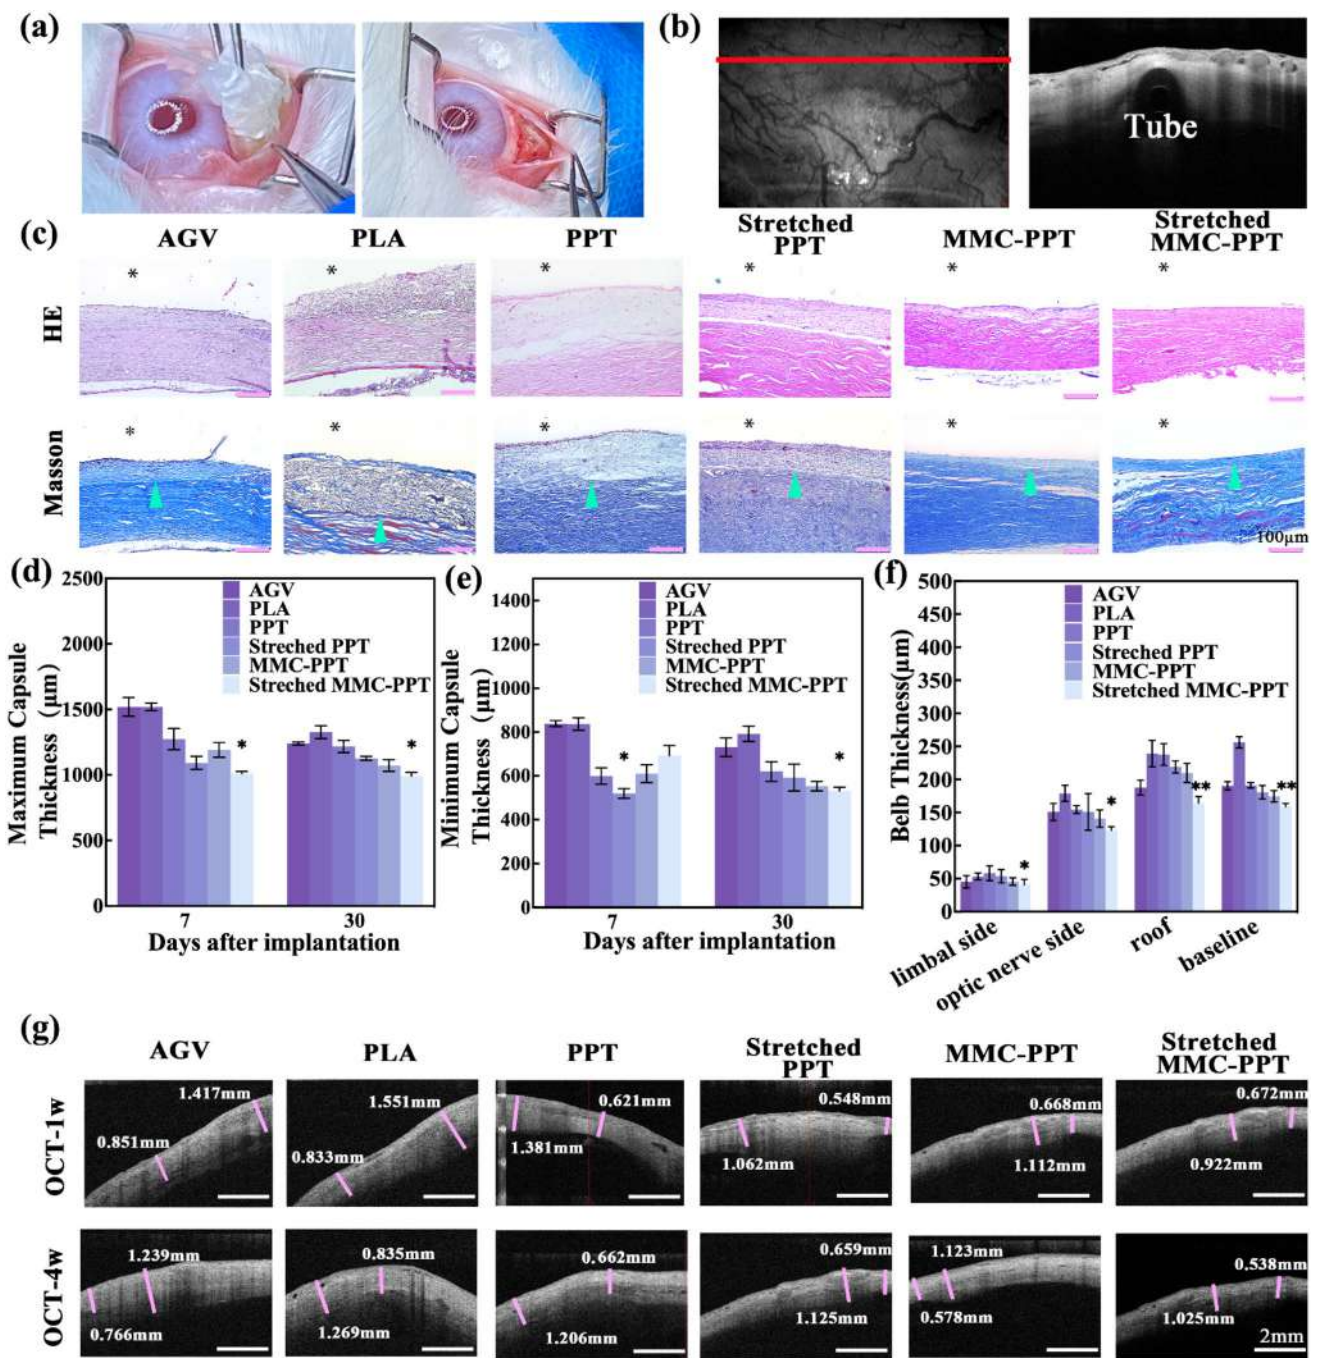 (a)
(b)
Tube
(c)
AGV
PLA
PPT
Stretched
PPT
MMC-PPT
Stretched
MMC-PPT
HE
* * * * * *
Masson
* * * * * *
100μm
(d)
Maximum Capsule
Thickness (μm)
2500
2000
1500
1000
500
0
AGV
PLA
PPT
Streched PPT
MMC-PPT
Streched MMC-PPT
*
*
7
30
Days after implantation
(e)
Minimum Capsule
Thickness (μm)
1400
1200
1000
800
600
400
200
0
AGV
PLA
PPT
Streched PPT
MMC-PPT
Streched MMC-PPT
*
*
7
30
Days after implantation
(f)
Belb Thickness(μm)
500
450
400
350
300
250
200
150
100
50
0
AGV
PLA
PPT
Streched PPT
MMC-PPT
Stretched MMC-PPT
*
*
**
**
limbal side
optic nerve side
roof
baseline
(g)
AGV
PLA
PPT
Stretched
PPT
MMC-PPT
Stretched
MMC-PPT
OCT-1w
1.417mm
0.851mm
1.551mm
0.833mm
0.621mm
1.381mm
0.548mm
1.062mm
0.668mm
1.112mm
0.672mm
0.922mm
OCT-4w
1.239mm
0.766mm
0.835mm
1.269mm
0.662mm
1.206mm
0.659mm
1.125mm
1.123mm
0.578mm
0.538mm
1.025mm
2mm